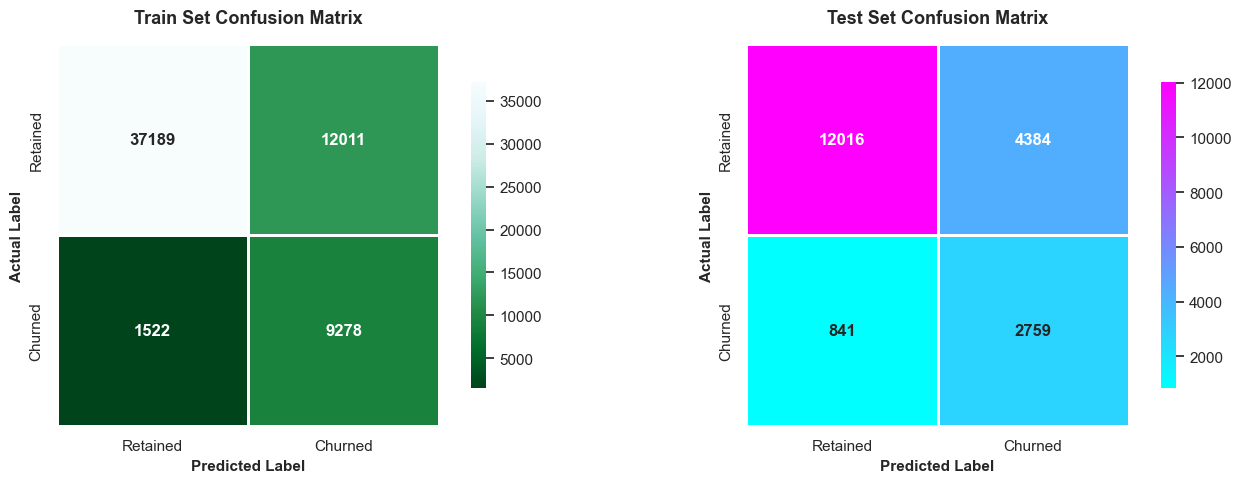 Train Set Confusion Matrix
Actual Label
Retained
Churned
37189
12011
1522
9278
Retained
Churned
Predicted Label
35000
30000
25000
20000
15000
10000
5000
Test Set Confusion Matrix
Actual Label
Retained
Churned
12016
4384
841
2759
Retained
Churned
Predicted Label
12000
10000
8000
6000
4000
2000